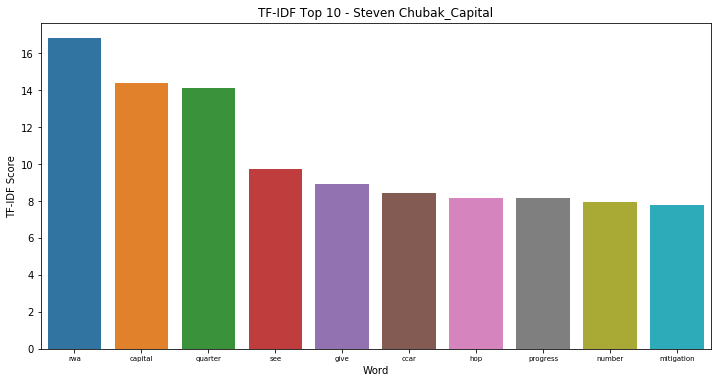 TF-IDF Top 10 - Steven Chubak_Capital
TF-IDF Score
16
14
12
10
8
6
4
2
0
rwa capital quarter see give ccar hop progress number mitigation
Word